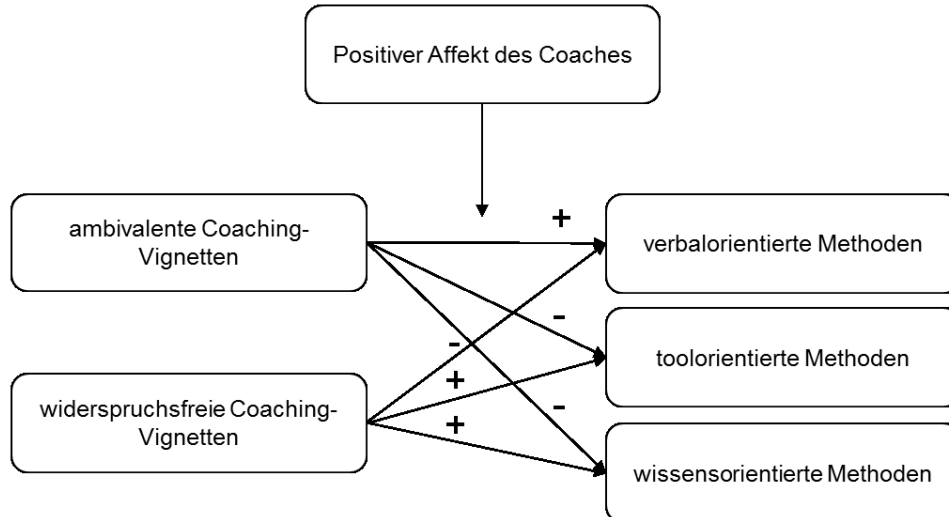 Positiver Affekt des Coaches
+
ambivalente Coaching-
Vignetten
verbalorientierte Methoden
-
-
toolorientierte Methoden
+
widerspruchsfreie Coaching-
Vignetten
-
+
wissensorientierte Methoden